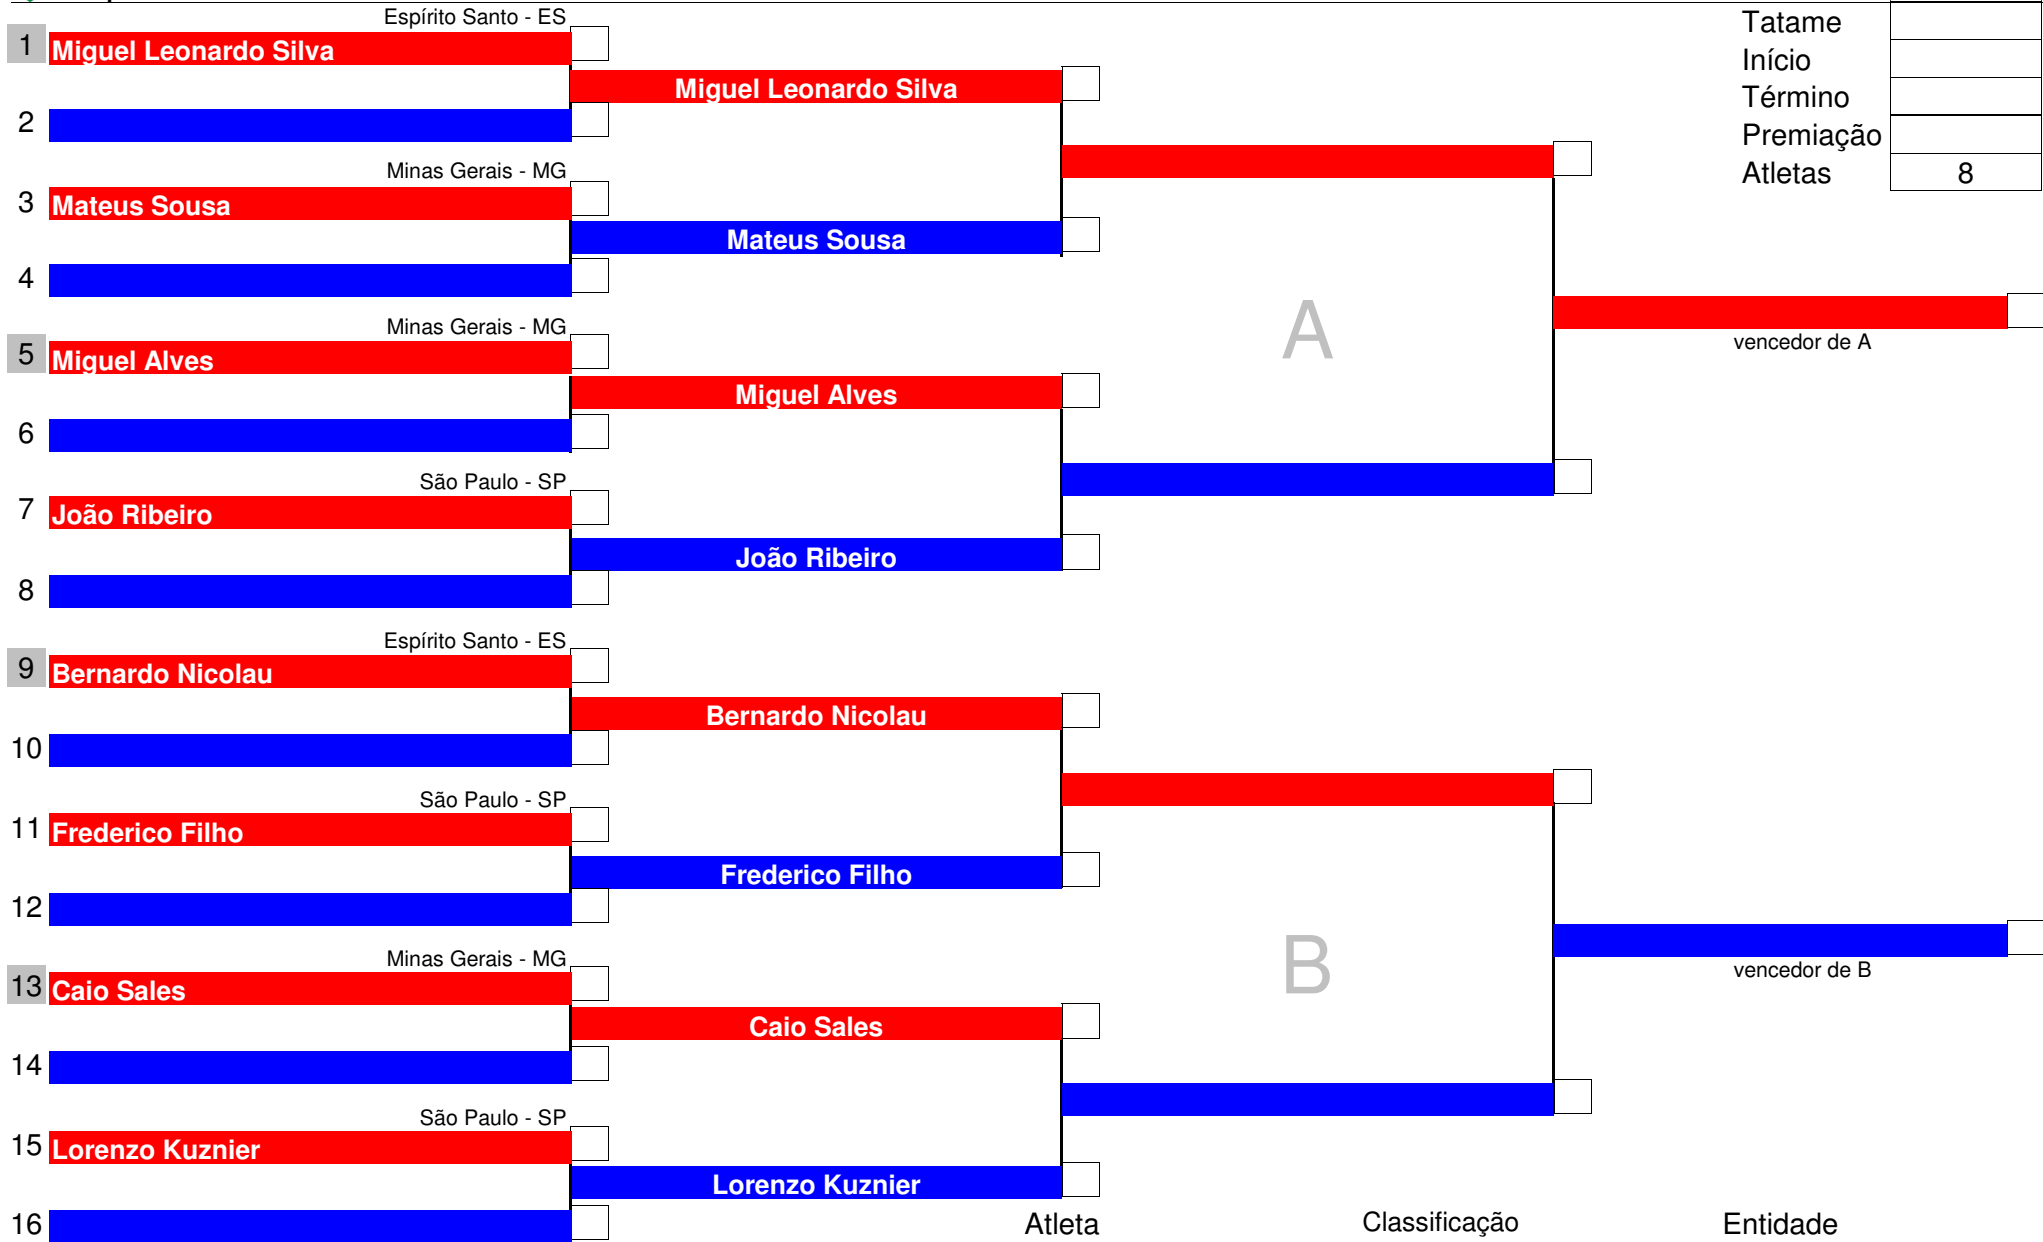 Espírito Santo - ES
1 Miguel Leonardo Silva
Miguel Leonardo Silva
2
Minas Gerais - MG
3 Mateus Sousa
Mateus Sousa
4
Minas Gerais - MG
5 Miguel Alves
Miguel Alves
6
São Paulo - SP
7 João Ribeiro
João Ribeiro
8
Espírito Santo - ES
9 Bernardo Nicolau
Bernardo Nicolau
10
São Paulo - SP
11 Frederico Filho
Frederico Filho
12
Minas Gerais - MG
13 Caio Sales
Caio Sales
14
São Paulo - SP
15 Lorenzo Kuznier
Lorenzo Kuznier
16
A
B
vencedor de A
vencedor de B
Tatame
Início
Término
Premiação
Atletas 8
Atleta Classificação Entidade